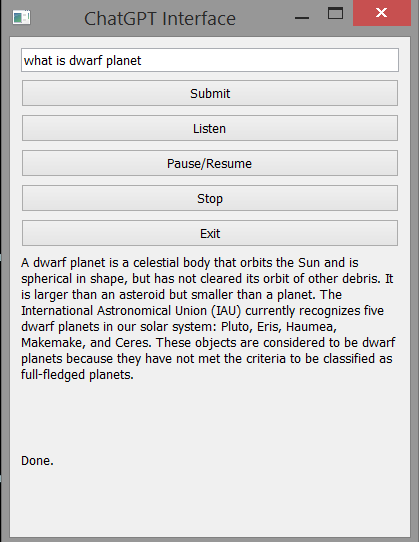 ChatGPT Interface
what is dwarf planet
Submit
Listen
Pause/Resume
Stop
Exit
A dwarf planet is a celestial body that orbits the Sun and is
spherical in shape, but has not cleared its orbit of other debris. It
is larger than an asteroid but smaller than a planet. The
International Astronomical Union (IAU) currently recognizes five
dwarf planets in our solar system: Pluto, Eris, Haumea,
Makemake, and Ceres. These objects are considered to be dwarf
planets because they have not met the criteria to be classified as
full-fledged planets.
Done.